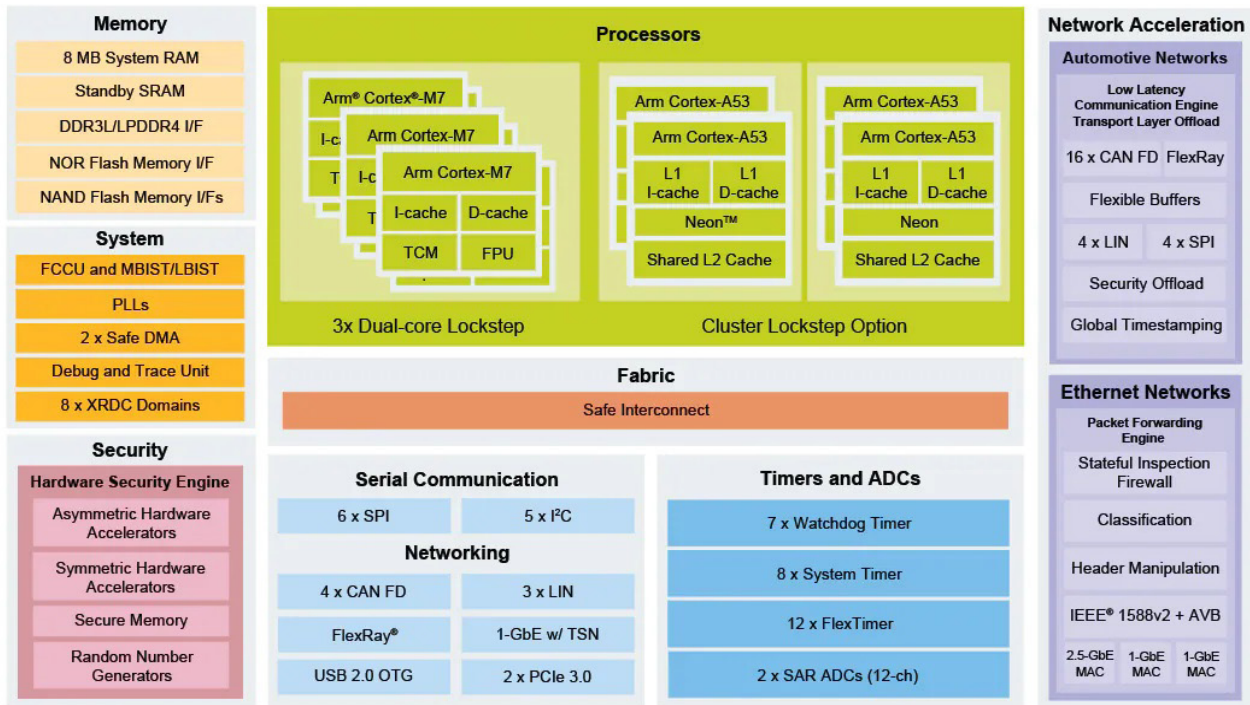 Memory
8 MB System RAM
Standby SRAM
DDR3L/LPDDR4 I/F
NOR Flash Memory I/F
NAND Flash Memory I/Fs
System
FCCU and MBIST/LBIST
PLLs
2 x Safe DMA
Debug and Trace Unit
8 x XRDC Domains
Security
Hardware Security Engine
Asymmetric Hardware
Accelerators
Symmetric Hardware
Accelerators
Secure Memory
Random Number
Generators
Processors
Arm® Cortex®-M7
I-ca
T
Arm Cortex-M7
I-c
T
Arm Cortex-M7
I-cache
D-cache
TCM
FPU
3x Dual-core Lockstep
Arm Cortex-A53
Arm Cortex-A53
L1
I-cache
L1
D-cache
Neon™
Shared L2 Cache
Arm Cortex-A53
Arm Cortex-A53
L1
I-cache
L1
D-cache
Neon
Shared L2 Cache
Cluster Lockstep Option
Fabric
Safe Interconnect
Serial Communication
6 x SPI
5 x I²C
Networking
4 x CAN FD
3 x LIN
FlexRay®
1-GbE w/ TSN
USB 2.0 OTG
2 x PCIe 3.0
Timers and ADCs
7 x Watchdog Timer
8 x System Timer
12 x FlexTimer
2 x SAR ADCs (12-ch)
Network Acceleration
Automotive Networks
Low Latency
Communication Engine
Transport Layer Offload
16 x CAN FD
FlexRay
Flexible Buffers
4 x LIN
4 x SPI
Security Offload
Global Timestamping
Ethernet Networks
Packet Forwarding
Engine
Stateful Inspection
Firewall
Classification
Header Manipulation
IEEE® 1588v2 + AVB
2.5-GbE
MAC
1-GbE
MAC
1-GbE
MAC